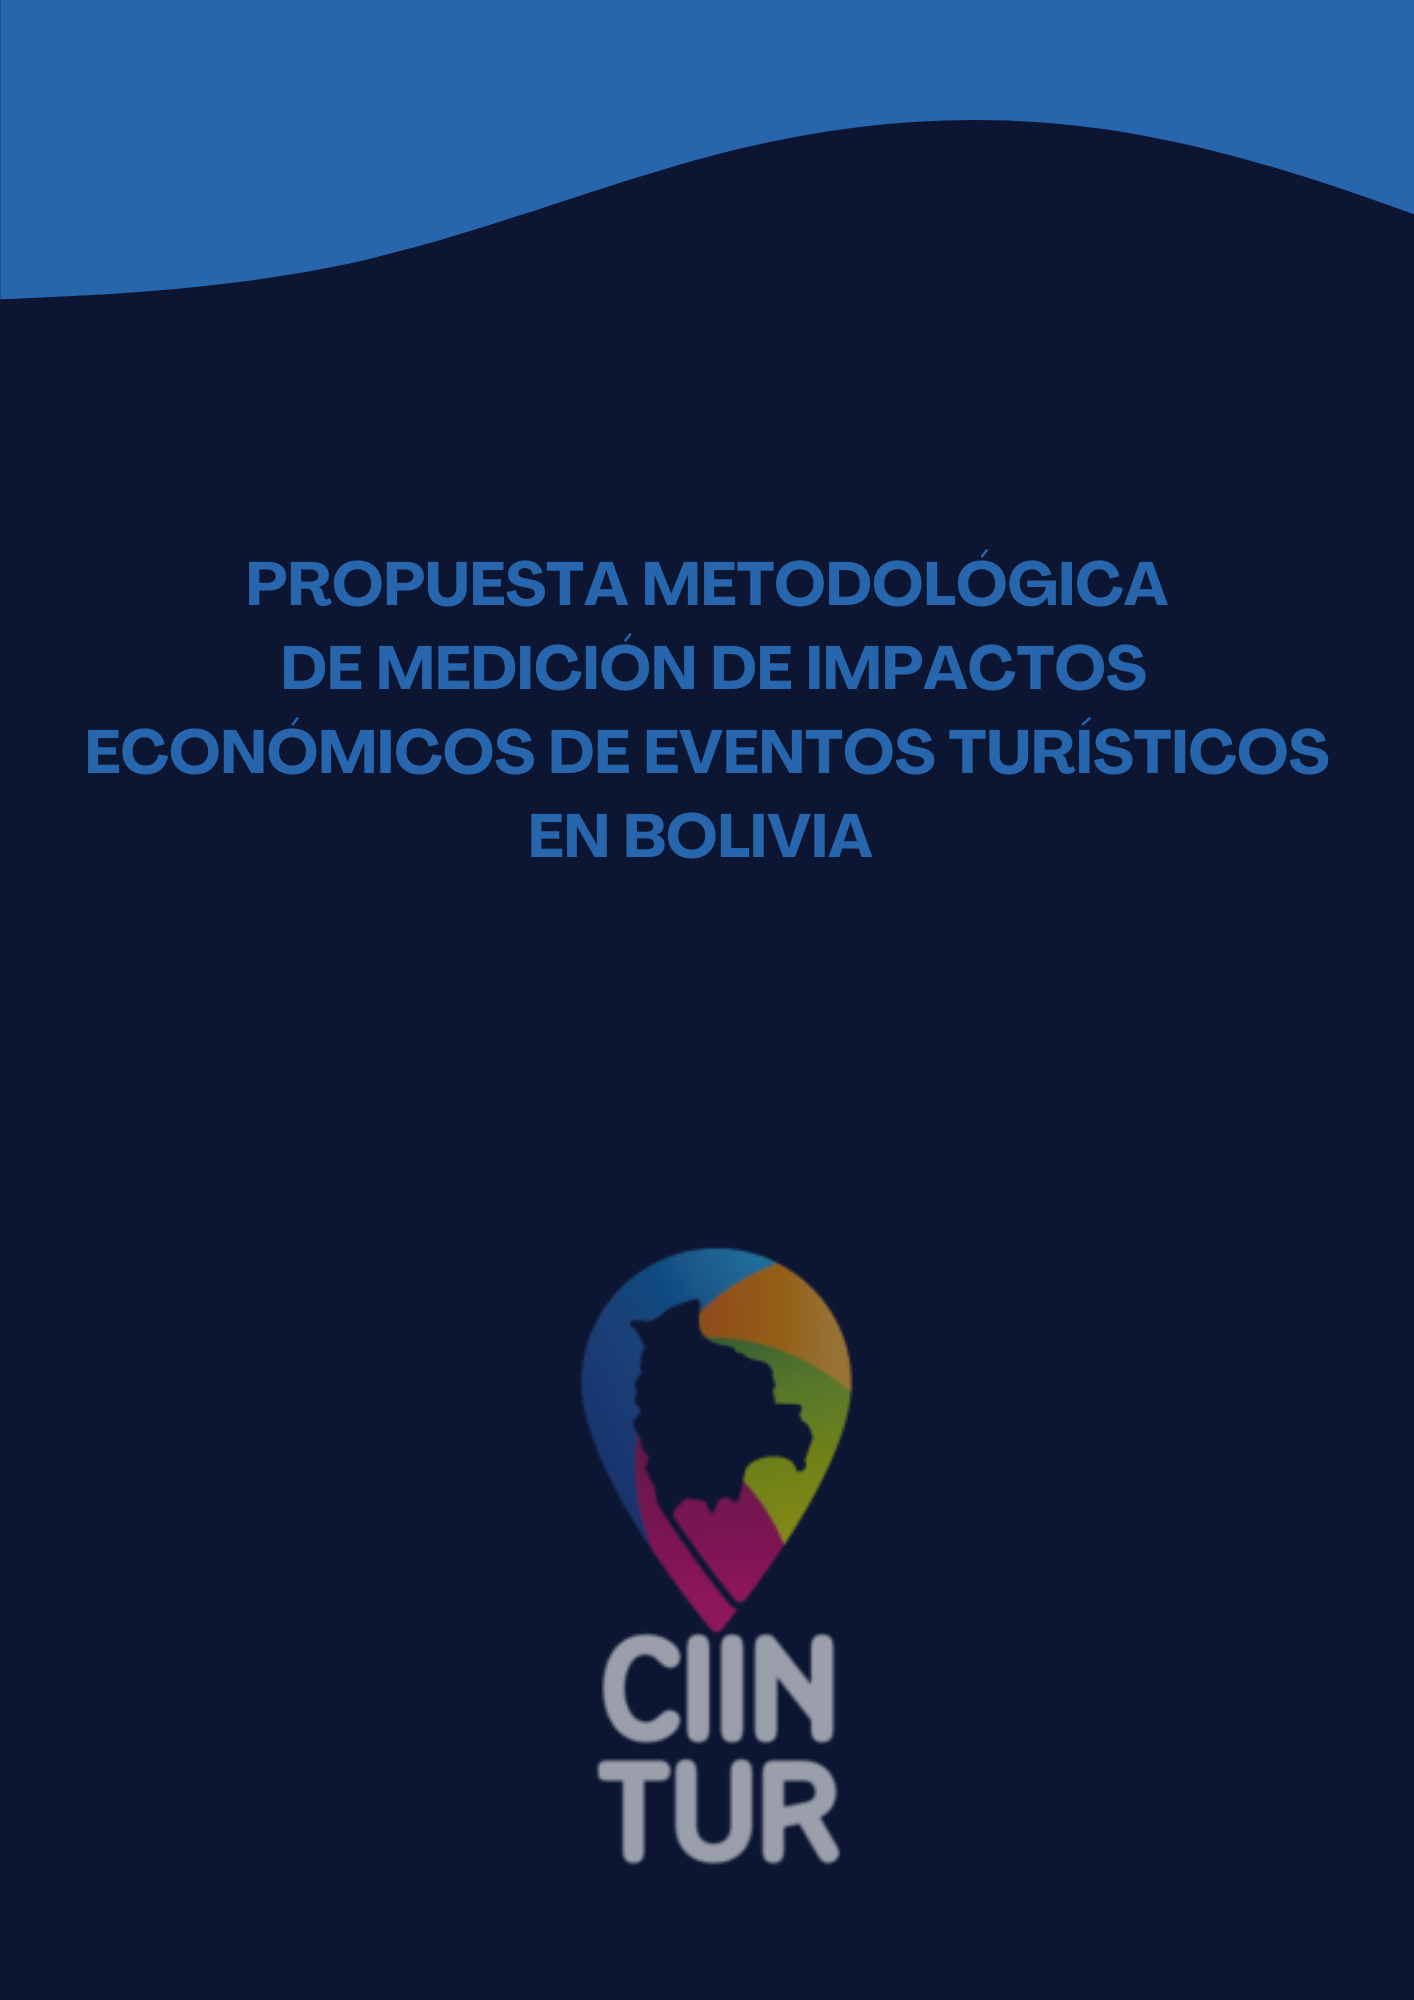 PROPUESTA METODOLÓGICA
DE MEDICIÓN DE IMPACTOS
ECONÓMICOS DE EVENTOS TURÍSTICOS
EN BOLIVIA
CIIN
TUR